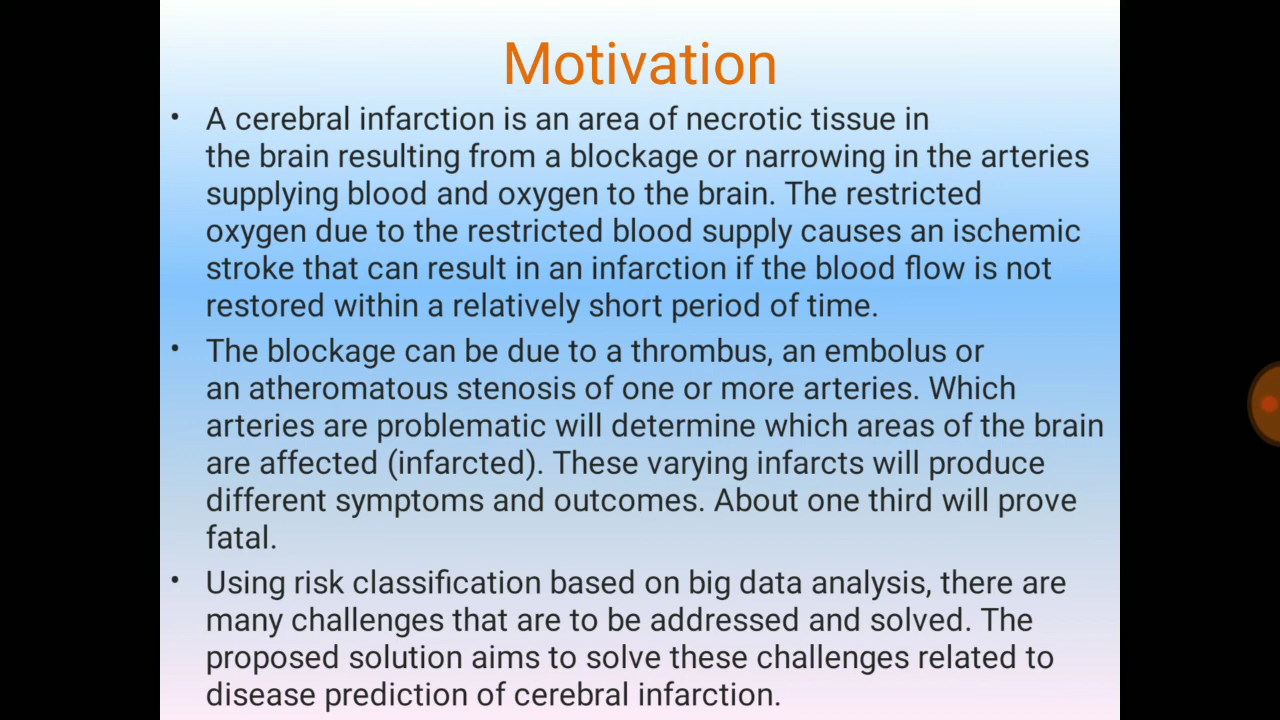 Motivation
• A cerebral infarction is an area of necrotic tissue in
the brain resulting from a blockage or narrowing in the arteries
supplying blood and oxygen to the brain. The restricted
oxygen due to the restricted blood supply causes an ischemic
stroke that can result in an infarction if the blood flow is not
restored within a relatively short period of time.
• The blockage can be due to a thrombus, an embolus or
an atheromatous stenosis of one or more arteries. Which
arteries are problematic will determine which areas of the brain
are affected (infarcted). These varying infarcts will produce
different symptoms and outcomes. About one third will prove
fatal.
• Using risk classification based on big data analysis, there are
many challenges that are to be addressed and solved. The
proposed solution aims to solve these challenges related to
disease prediction of cerebral infarction.